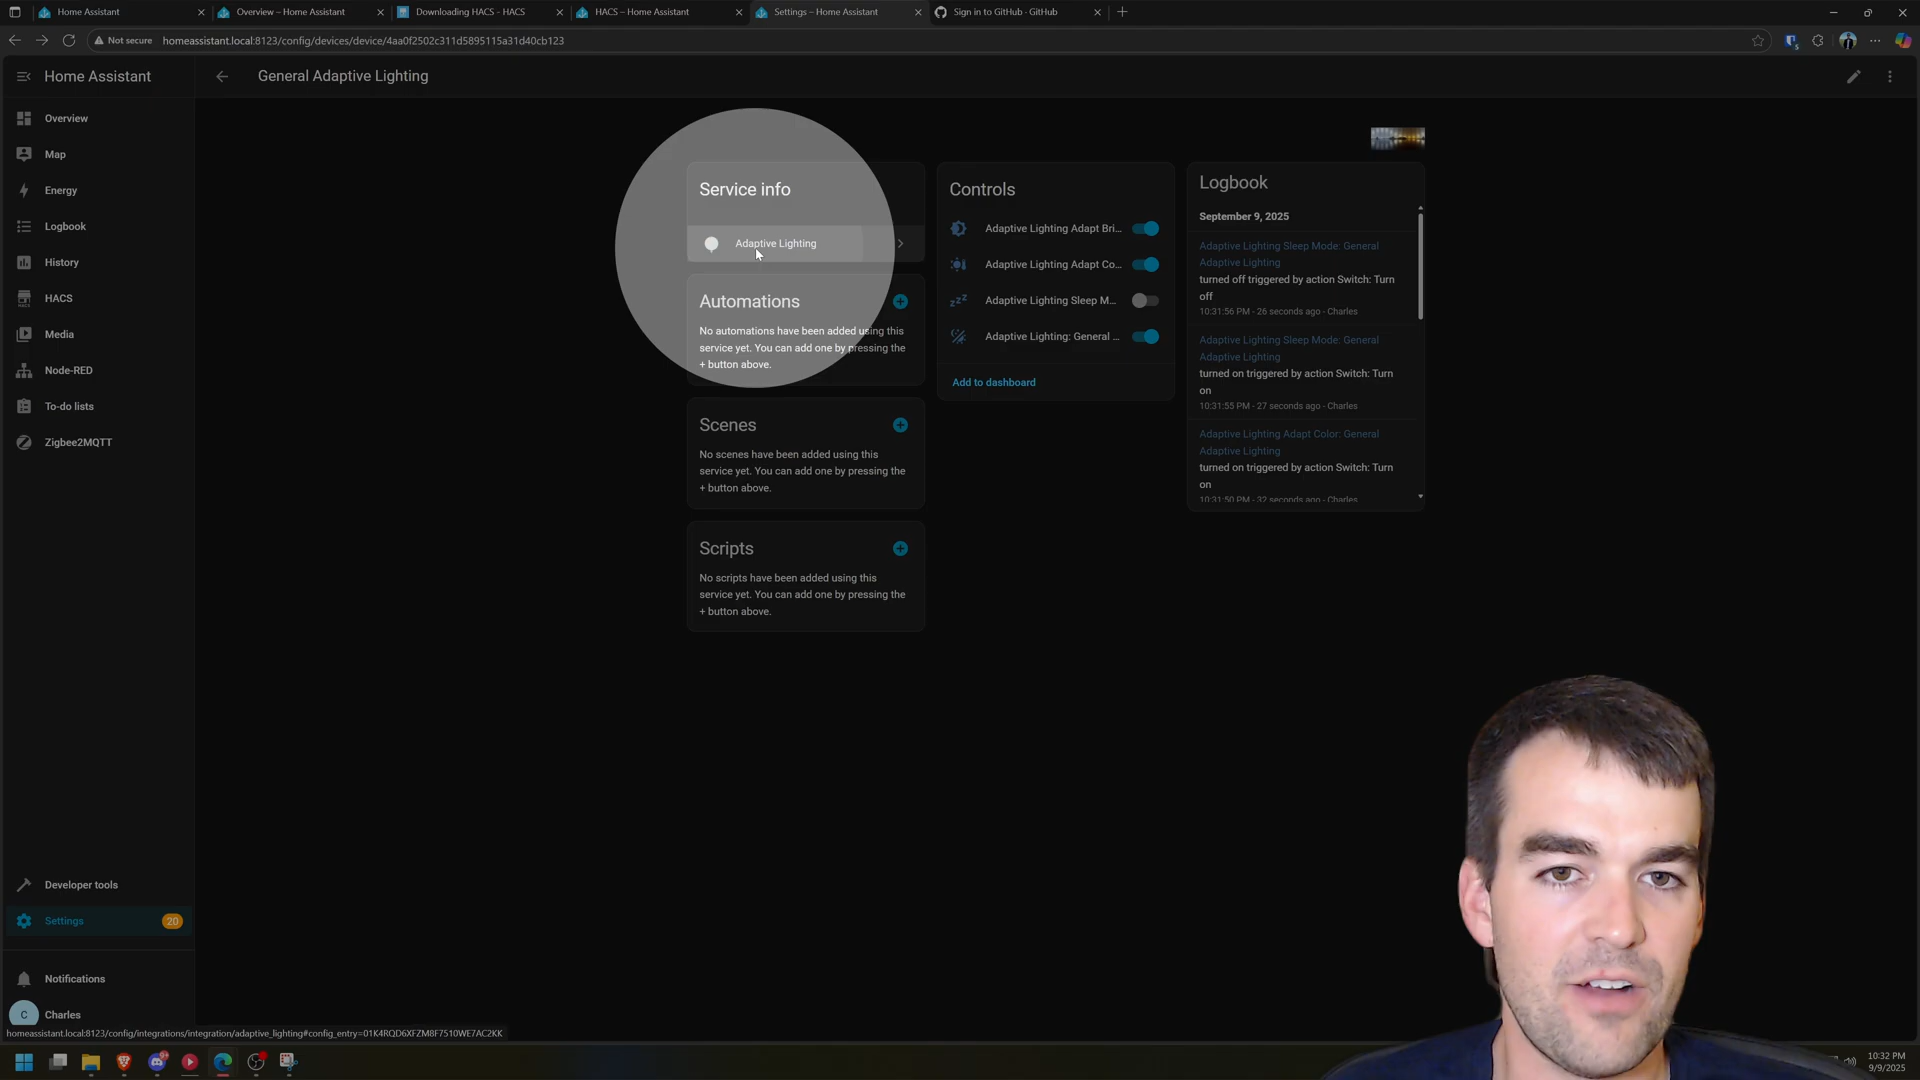 Home Assistant
Overview – Home Assistant
Downloading HACS - HACS
HACS – Home Assistant
Settings – Home Assistant
Sign in to GitHub · GitHub
Not secure
homeassistant.local:8123/config/devices/device/4aa0f2502c311d5895115a31d40cb123
Home Assistant
General Adaptive Lighting
Overview
Map
Energy
Logbook
History
HACS
Media
Node-RED
To-do lists
Zigbee2MQTT
Developer tools
Settings
20
Notifications
C
Charles
Service info
Adaptive Lighting
Automations
No automations have been added using this
service yet. You can add one by pressing the
+ button above.
Scenes
No scenes have been added using this
service yet. You can add one by pressing the
+ button above.
Scripts
No scripts have been added using this
service yet. You can add one by pressing the
+ button above.
Controls
Adaptive Lighting Adapt Bri...
Adaptive Lighting Adapt Co...
Adaptive Lighting Sleep M...
Adaptive Lighting: General ...
Add to dashboard
Logbook
September 9, 2025
Adaptive Lighting Sleep Mode: General
Adaptive Lighting
turned off triggered by action Switch: Turn
off
10:31:56 PM - 26 seconds ago - Charles
Adaptive Lighting Sleep Mode: General
Adaptive Lighting
turned on triggered by action Switch: Turn
on
10:31:55 PM - 27 seconds ago - Charles
Adaptive Lighting Adapt Color: General
Adaptive Lighting
turned on triggered by action Switch: Turn
on
10:31:50 PM - 32 seconds ago - Charles
homeassistant.local:8123/config/integrations/integration/adaptive_lighting#config_entry=01K4RQD6XFZM8F7510WE7AC2KK
10:32 PM
9/9/2025